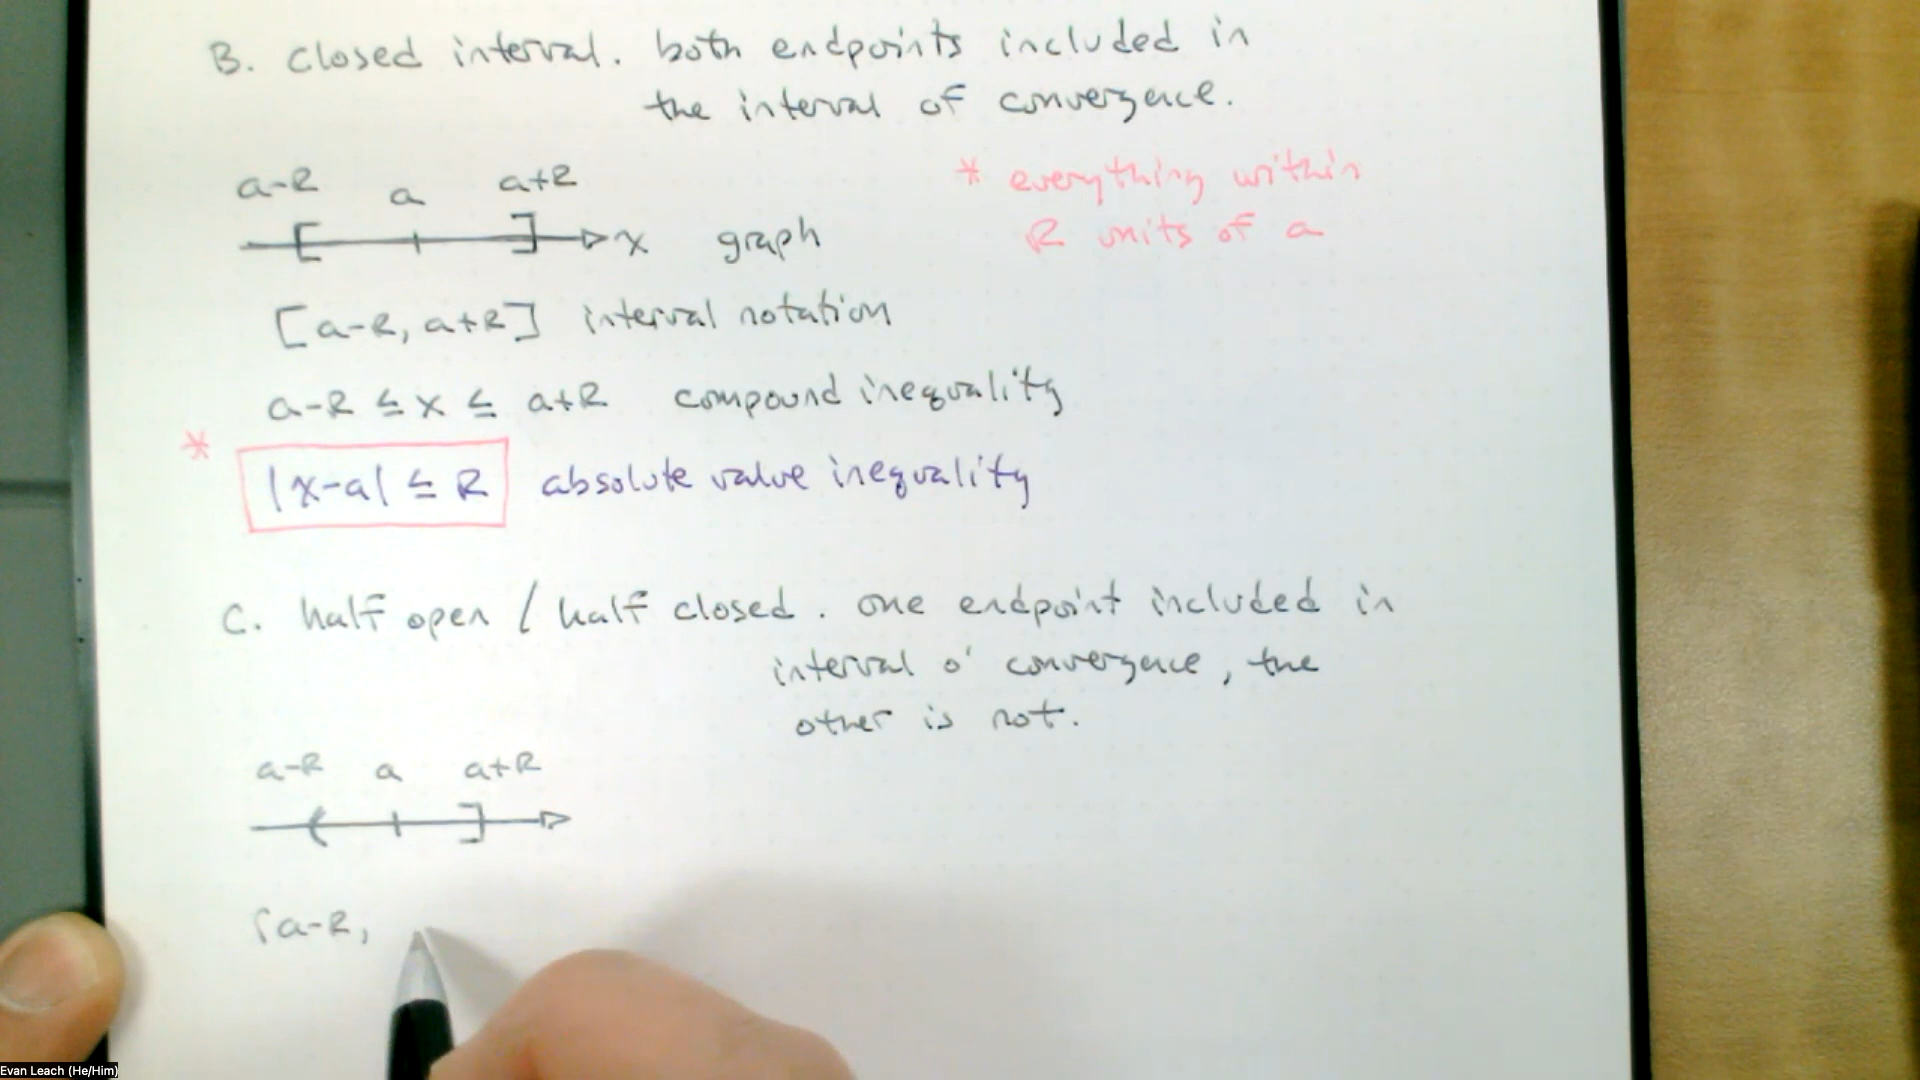 B. closed interval. both endpoints included in
the interval of convergence.
a-R a a+R
x graph
* everything within
R units of a
[a-R, a+R] interval notation
a-R ≤ x ≤ a+R compound inequality
*
|x-a| ≤ R absolute value inequality
C. half open / half closed. one endpoint included in
interval o' convergence, the
other is not.
a-R a a+R
(a-R,
Evan Leach (He/Him)